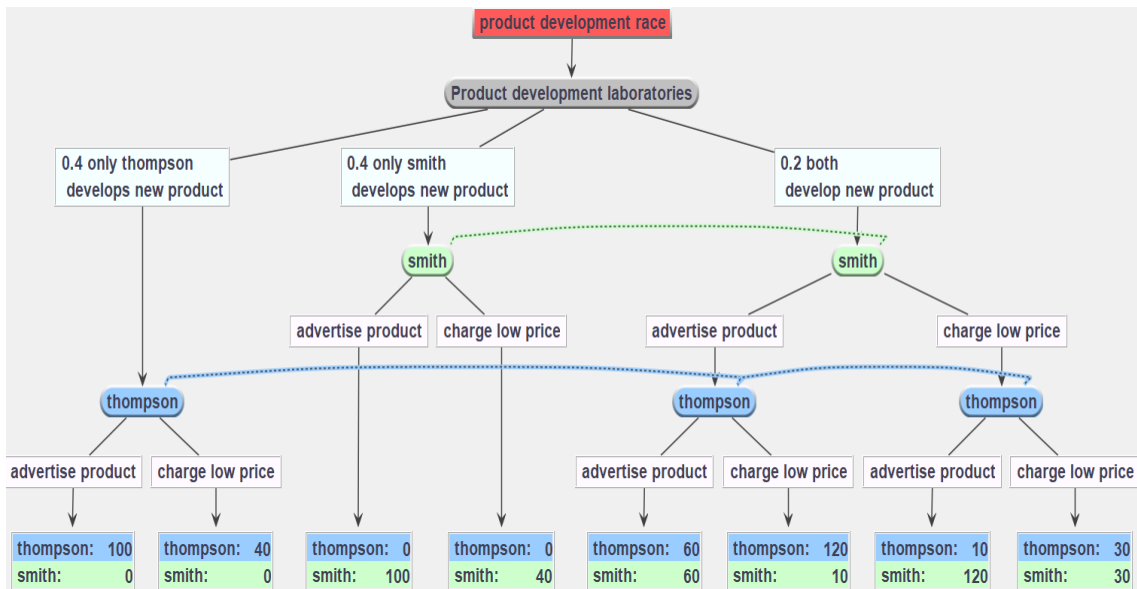 product development race
Product development laboratories
0.4 only thompson
develops new product
0.4 only smith
develops new product
0.2 both
develop new product
smith
smith
advertise product
charge low price
advertise product
charge low price
thompson
thompson
thompson
advertise product
charge low price
advertise product
charge low price
advertise product
charge low price
thompson: 100
smith: 0
thompson: 40
smith: 0
thompson: 0
smith: 100
thompson: 0
smith: 40
thompson: 60
smith: 60
thompson: 120
smith: 10
thompson: 10
smith: 120
thompson: 30
smith: 30